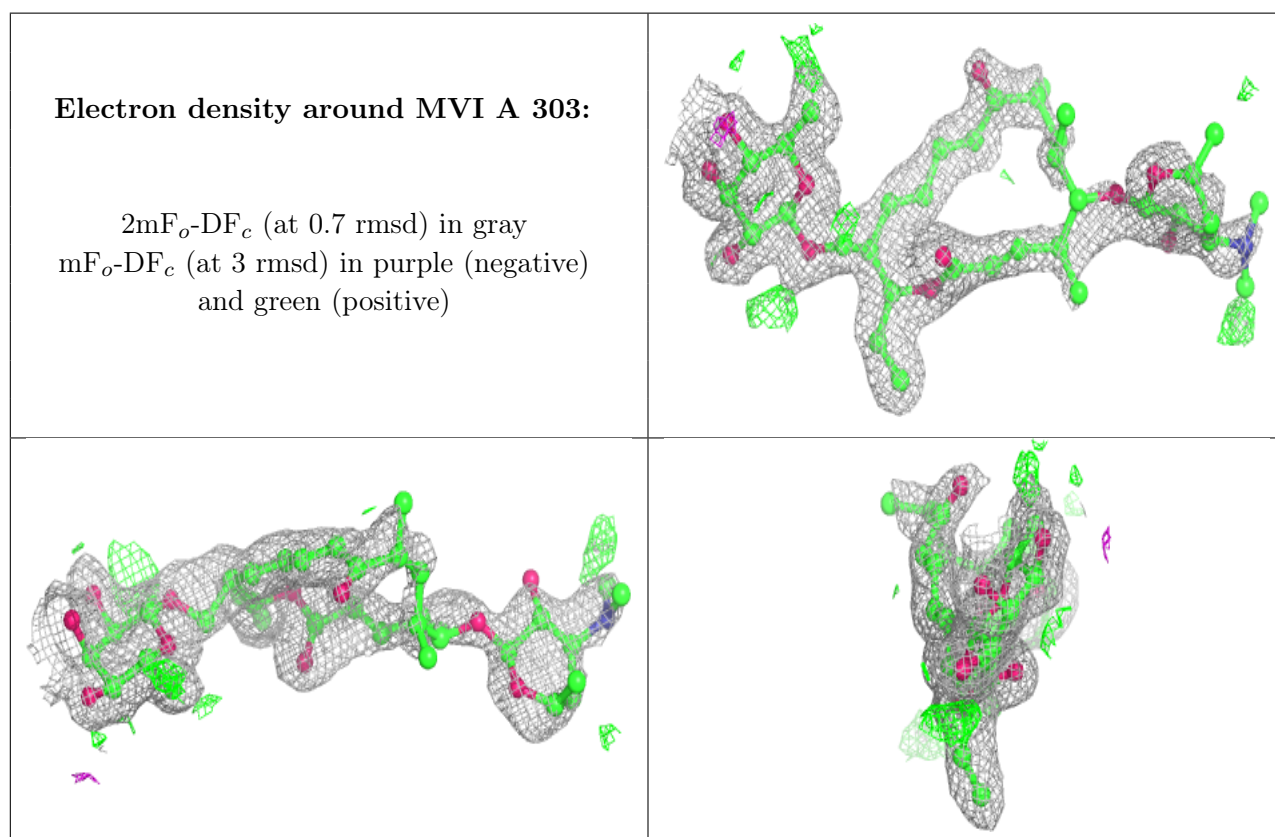 Electron density around MVI A 303:
2mFo-DFc (at 0.7 rmsd) in gray
mFo-DFc (at 3 rmsd) in purple (negative)
and green (positive)